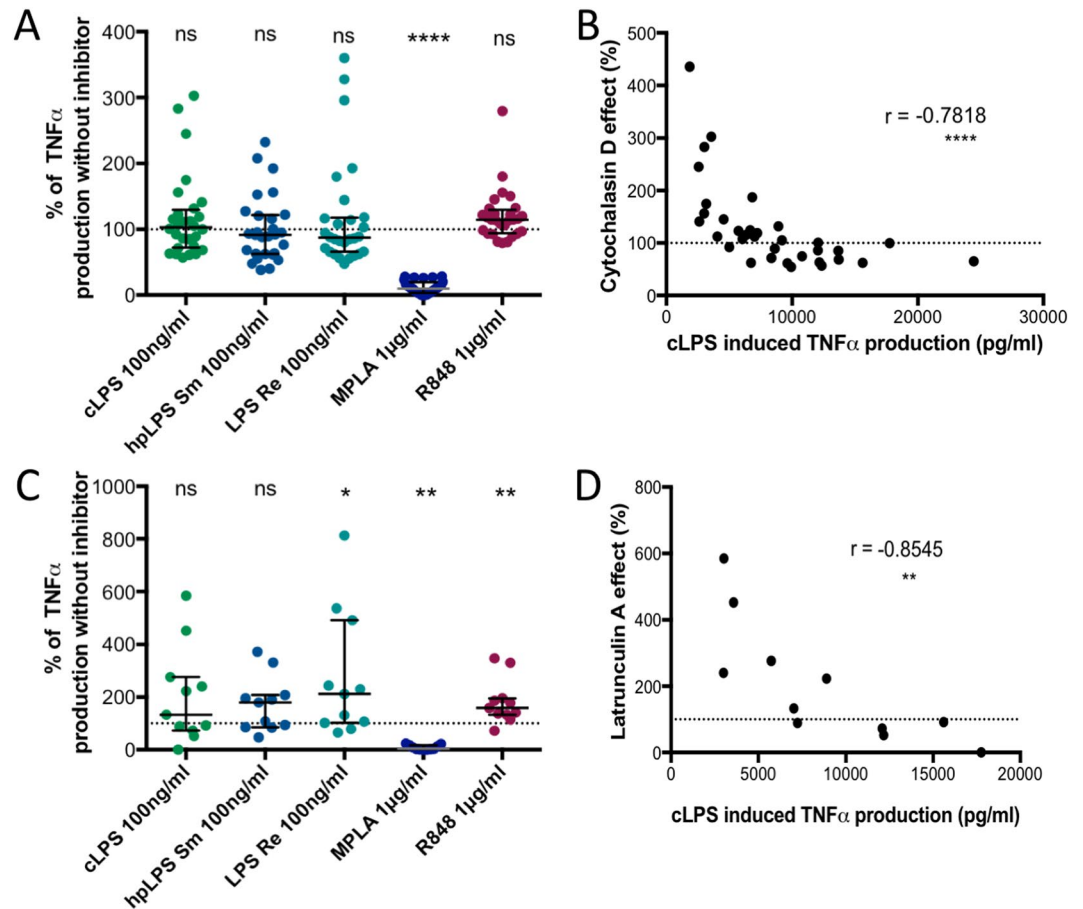 A
% of TNFα
production without inhibitor
400
300
200
100
0
ns
ns
ns
****
ns
cLPS 100ng/ml
hpLPS Sm 100ng/ml
LPS Re 100ng/ml
MPLA 1µg/ml
R848 1µg/ml
B
Cytochalasin D effect (%)
500
400
300
200
100
0
r = -0.7818
****
0
10000
20000
30000
cLPS induced TNFα production (pg/ml)
C
% of TNFα
production without inhibitor
1000
800
600
400
200
0
ns
ns
*
**
**
cLPS 100ng/ml
hpLPS Sm 100ng/ml
LPS Re 100ng/ml
MPLA 1µg/ml
R848 1µg/ml
D
Latrunculin A effect (%)
800
600
400
200
0
r = -0.8545
**
0
5000
10000
15000
20000
cLPS induced TNFα production (pg/ml)